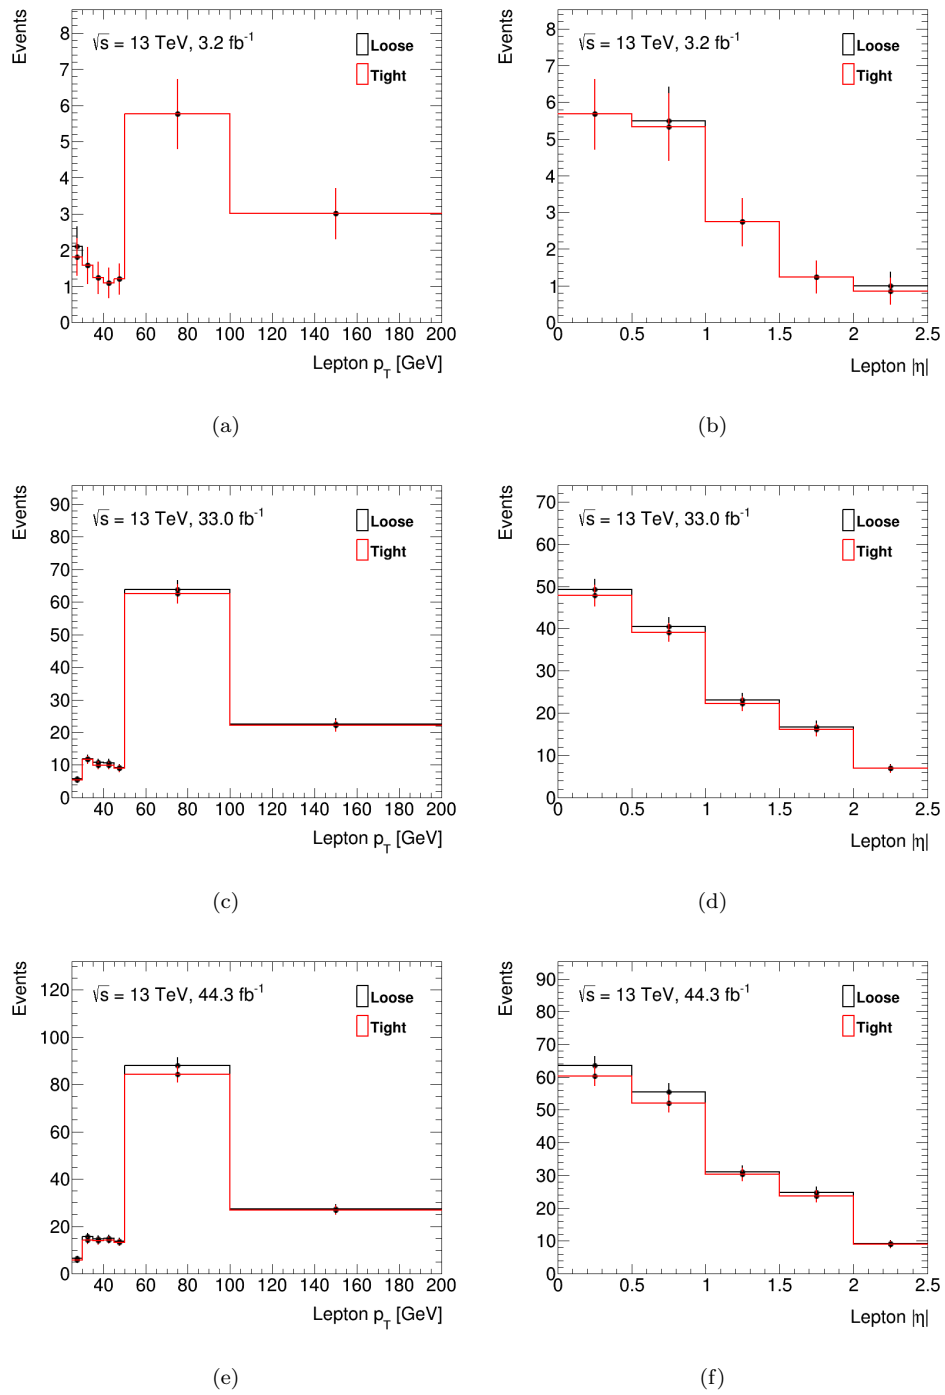 Events
√s = 13 TeV, 3.2 fb⁻¹
Loose
Tight
8
7
6
5
4
3
2
1
0
40 60 80 100 120 140 160 180 200
Lepton p_T [GeV]
(a)
Events
√s = 13 TeV, 3.2 fb⁻¹
Loose
Tight
8
7
6
5
4
3
2
1
0
0 0.5 1 1.5 2 2.5
Lepton |η|
(b)
Events
√s = 13 TeV, 33.0 fb⁻¹
Loose
Tight
90
80
70
60
50
40
30
20
10
0
40 60 80 100 120 140 160 180 200
Lepton p_T [GeV]
(c)
Events
√s = 13 TeV, 33.0 fb⁻¹
Loose
Tight
70
60
50
40
30
20
10
0
0 0.5 1 1.5 2 2.5
Lepton |η|
(d)
Events
√s = 13 TeV, 44.3 fb⁻¹
Loose
Tight
120
100
80
60
40
20
0
40 60 80 100 120 140 160 180 200
Lepton p_T [GeV]
(e)
Events
√s = 13 TeV, 44.3 fb⁻¹
Loose
Tight
90
80
70
60
50
40
30
20
10
0
0 0.5 1 1.5 2 2.5
Lepton |η|
(f)